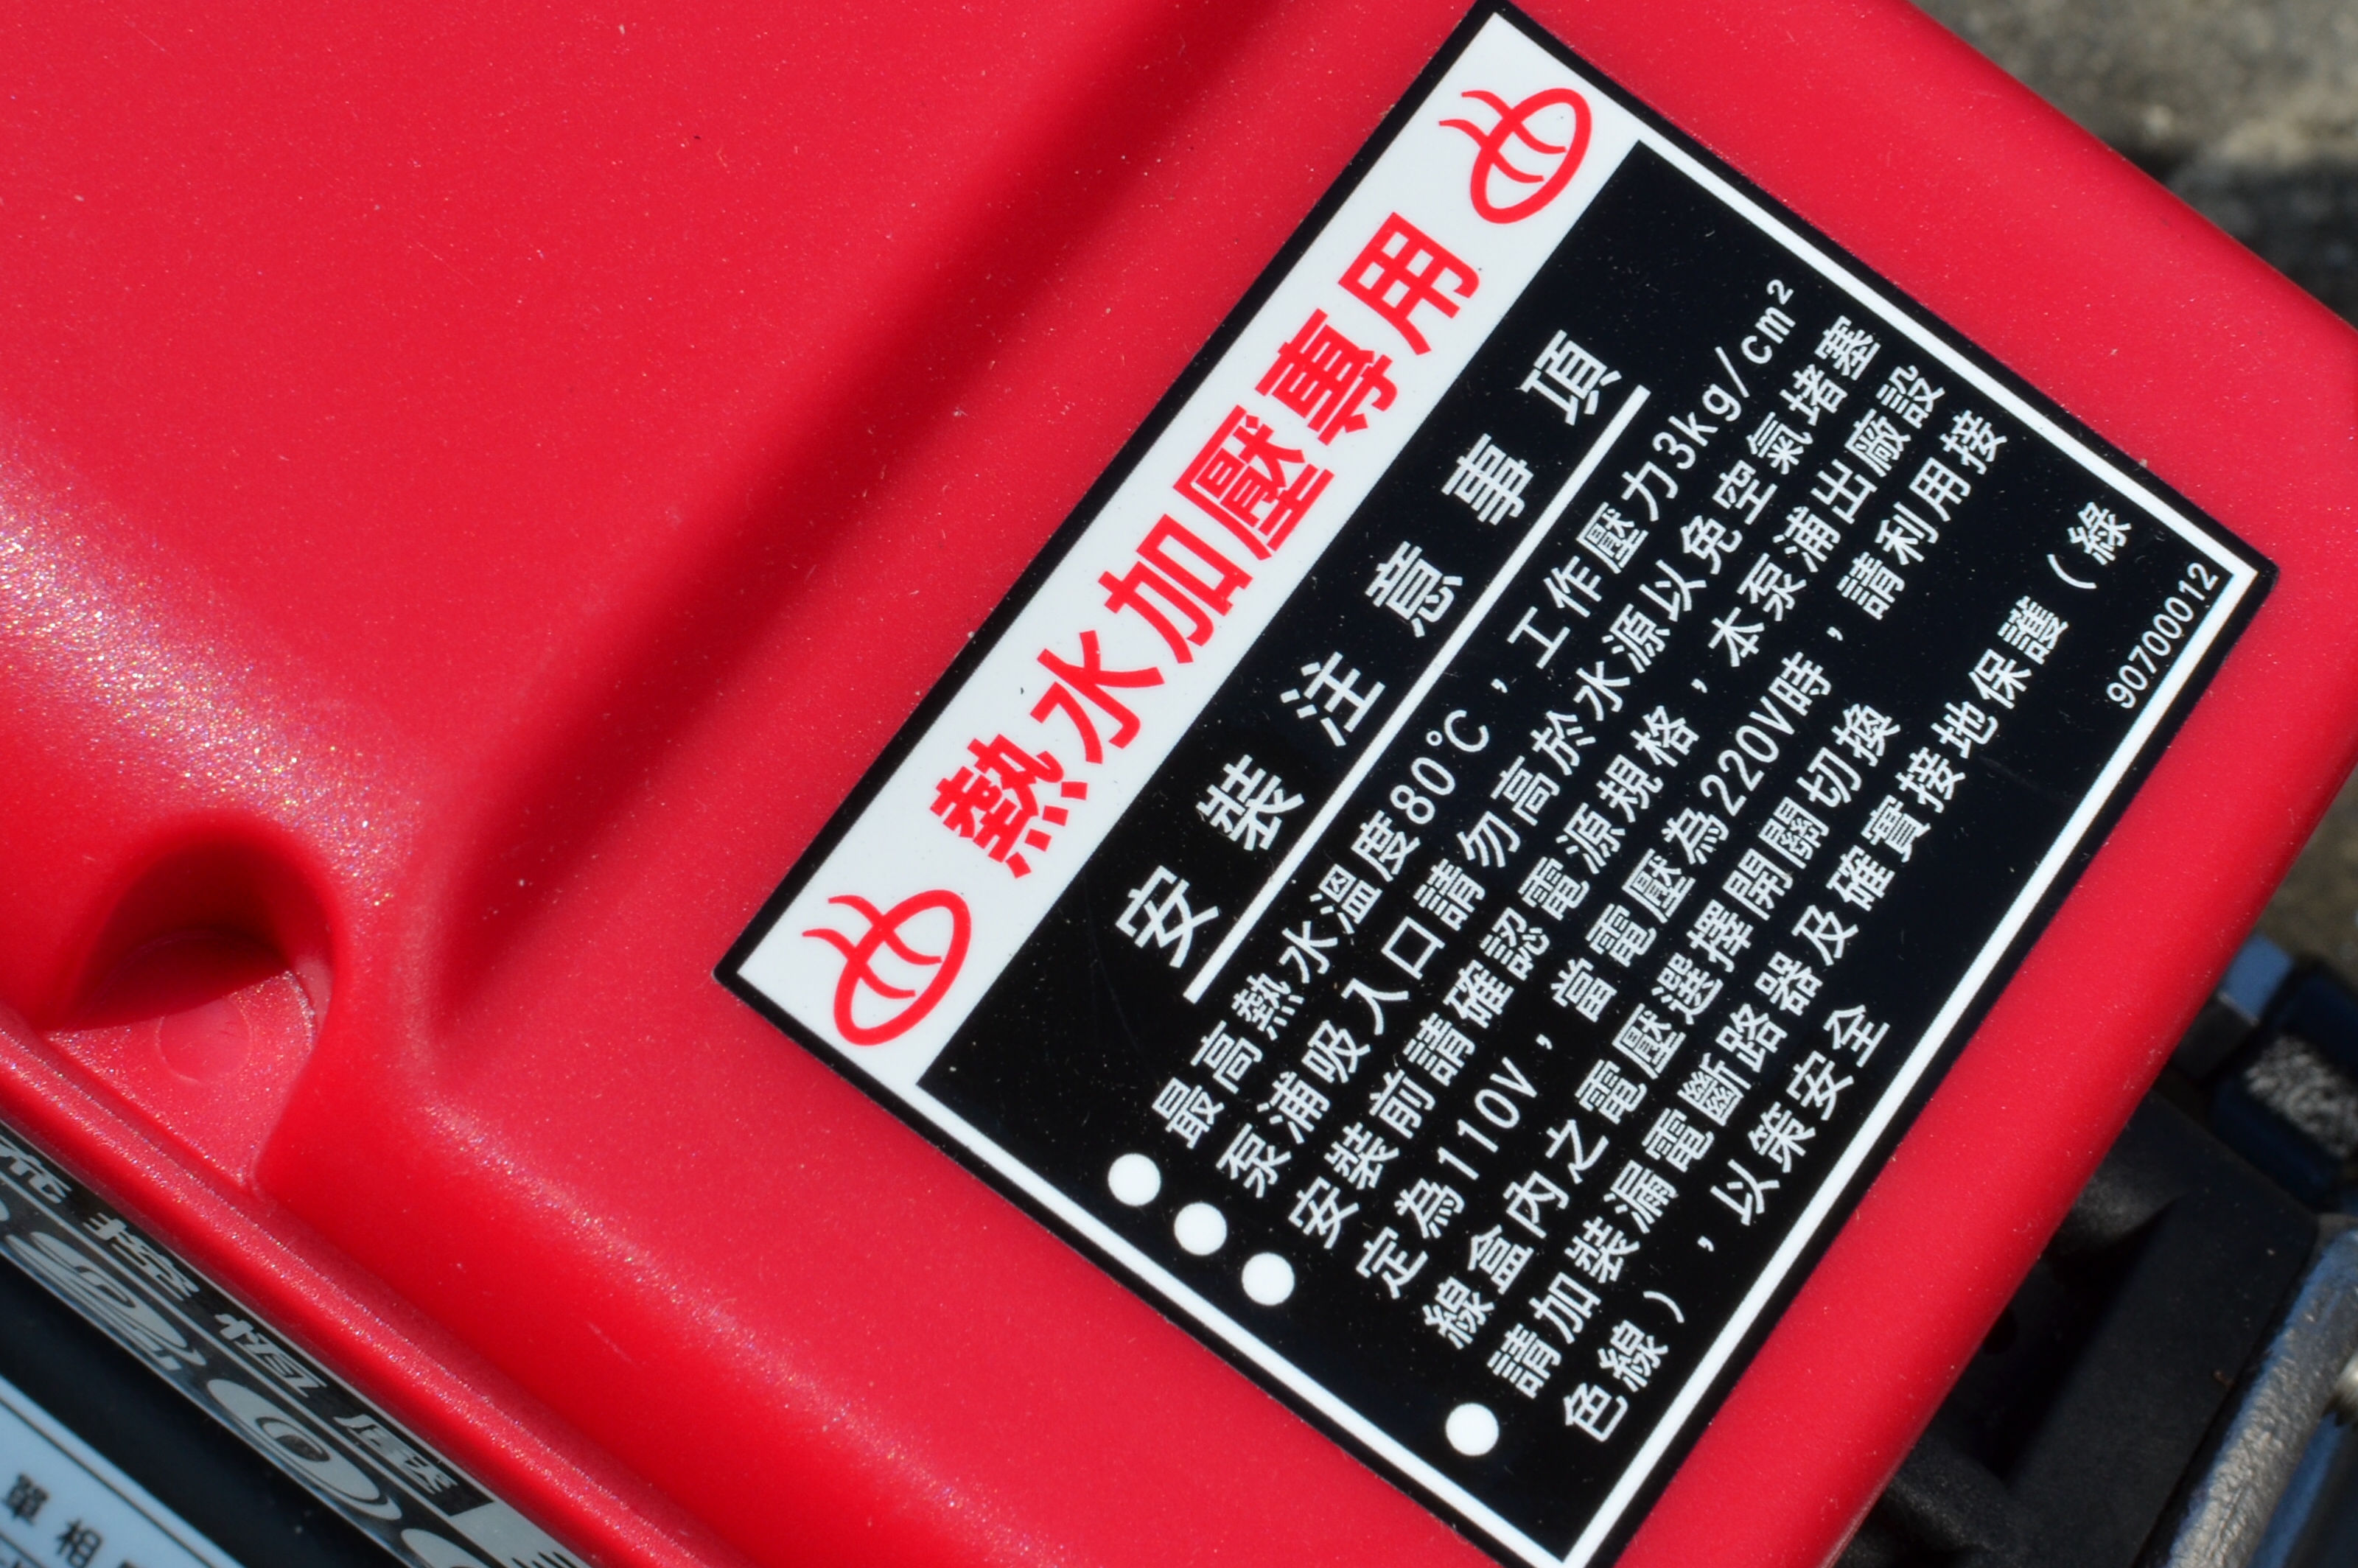 熱水加壓專用
安裝注意事項
●最高熱水溫度80℃，工作壓力3kg/cm²
●泵浦吸入口請勿高於水源以免空氣堵塞
●安裝前請確認電源規格，本泵浦出廠設
定為110V，當電壓為220V時，請利用接
線盒內之電壓選擇開關切換
●請加裝漏電斷路器及確實接地保護（綠
色線），以策安全
90700012
單相